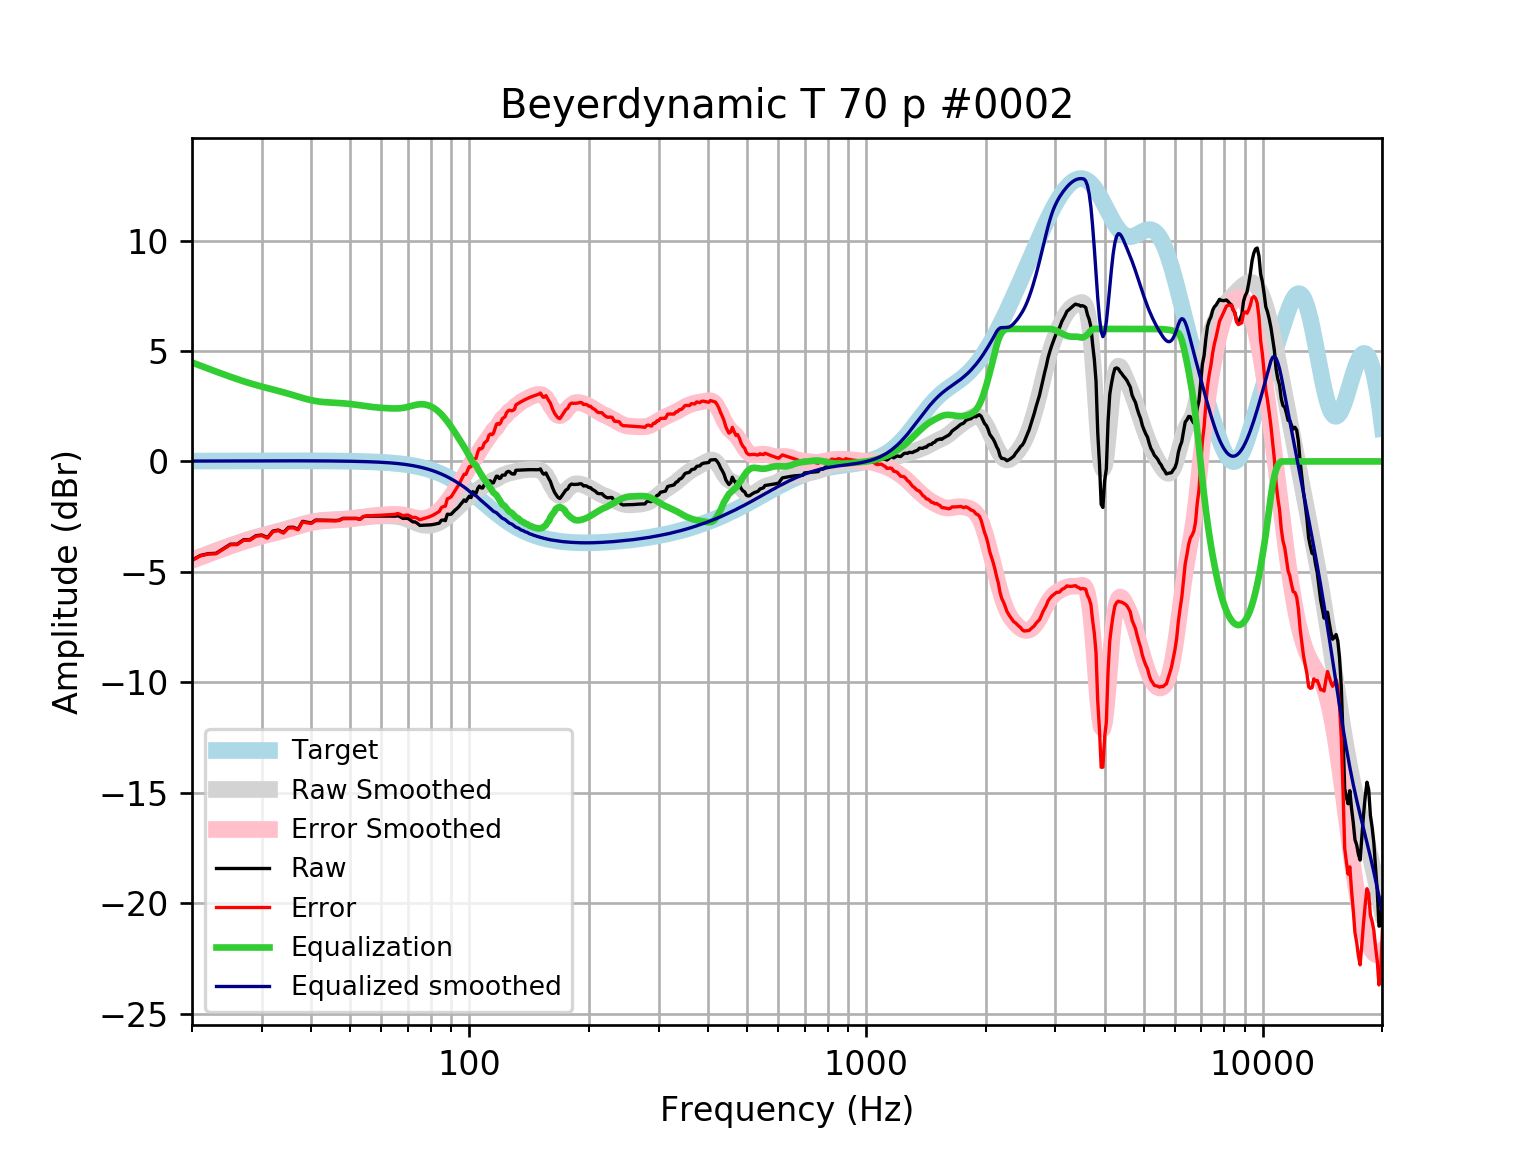 Beyerdynamic T 70 p #0002
Amplitude (dBr)
10
5
0
−5
−10
−15
−20
−25
Target
Raw Smoothed
Error Smoothed
Raw
Error
Equalization
Equalized smoothed
100
1000
10000
Frequency (Hz)